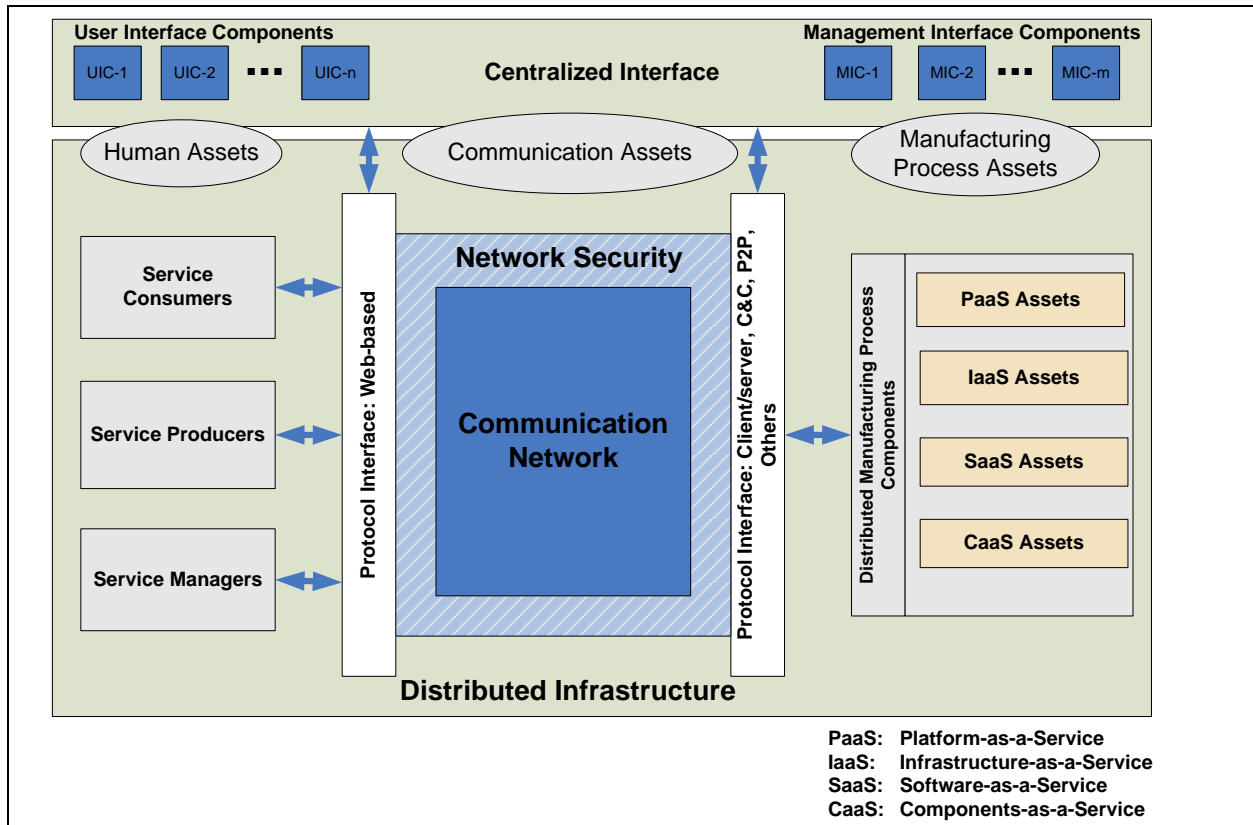 User Interface Components
UIC-1
UIC-2
UIC-n
Centralized Interface
Management Interface Components
MIC-1
MIC-2
MIC-m
Human Assets
Communication Assets
Manufacturing
Process Assets
Service
Consumers
Service Producers
Service Managers
Protocol Interface: Web-based
Network Security
Communication
Network
Protocol Interface: Client/server, C&C, P2P,
Others
Distributed Manufacturing Process
Components
PaaS Assets
IaaS Assets
SaaS Assets
CaaS Assets
Distributed Infrastructure
PaaS: Platform-as-a-Service
IaaS: Infrastructure-as-a-Service
SaaS: Software-as-a-Service
CaaS: Components-as-a-Service